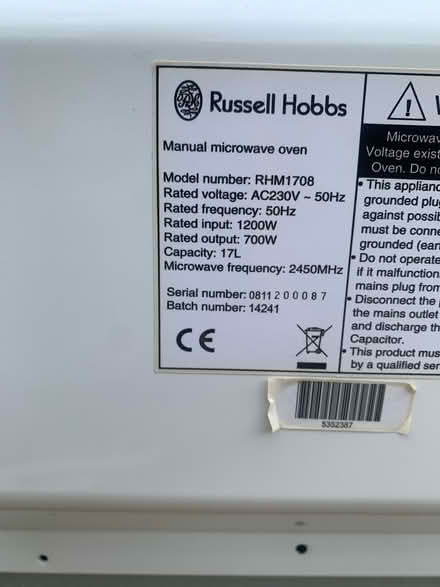 Russell Hobbs
Manual microwave oven
Model number: RHM1708
Rated voltage: AC230V ~ 50Hz
Rated frequency: 50Hz
Rated input: 1200W
Rated output: 700W
Capacity: 17L
Microwave frequency: 2450MHz
Serial number: 0811200087
Batch number: 14241
CE
Voltage exist
Oven. Do no
• This applianc
grounded plu
against possib
must be conne
grounded (ear
• Do not operate
if it malfunction
mains plug from
• Disconnect the
the mains outlet
and discharge th
Capacitor.
• This product mus
by a qualified ser
5352387